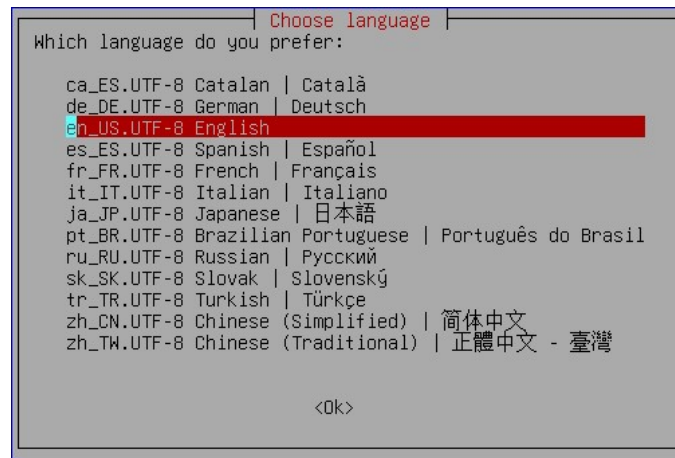 Choose language
Which language do you prefer:
ca_ES.UTF-8 Catalan | Català
de_DE.UTF-8 German | Deutsch
en_US.UTF-8 English
es_ES.UTF-8 Spanish | Español
fr_FR.UTF-8 French | Français
it_IT.UTF-8 Italian | Italiano
ja_JP.UTF-8 Japanese | 日本語
pt_BR.UTF-8 Brazilian Portuguese | Português do Brasil
ru_RU.UTF-8 Russian | Русский
sk_SK.UTF-8 Slovak | Slovenský
tr_TR.UTF-8 Turkish | Türkçe
zh_CN.UTF-8 Chinese (Simplified) | 简体中文
zh_TW.UTF-8 Chinese (Traditional) | 正體中文 - 臺灣
<Ok>